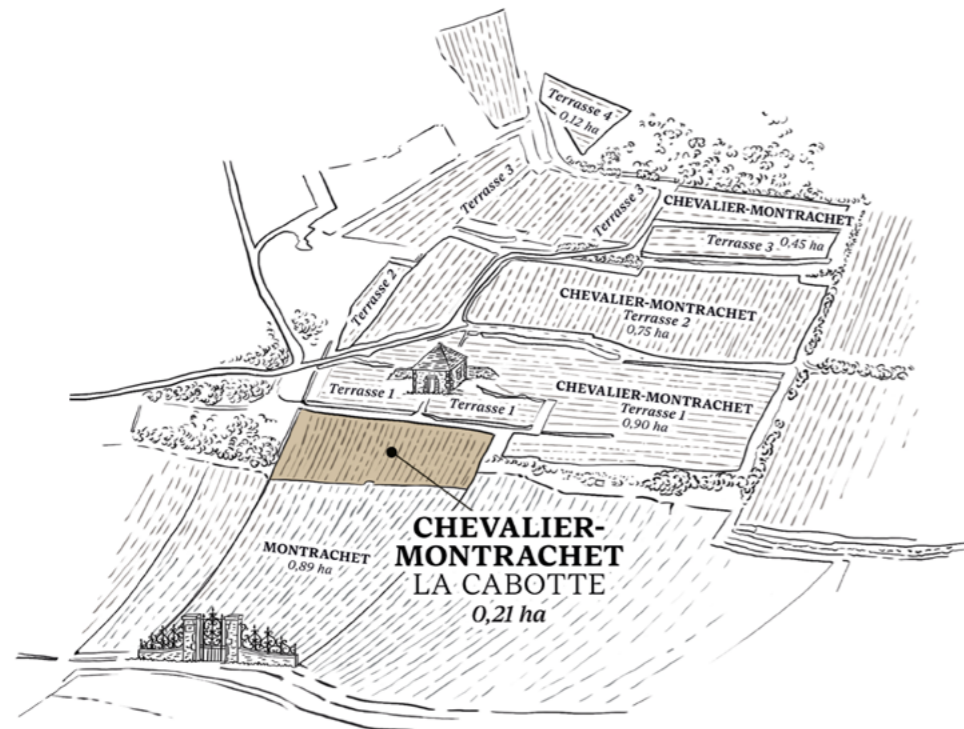 Terrasse 4
0,12 ha
Terrasse 3
Terrasse 3
CHEVALIER-MONTRACHET
Terrasse 3 0,45 ha
Terrasse 2
CHEVALIER-MONTRACHET
Terrasse 2
0,75 ha
Terrasse 1
Terrasse 1
CHEVALIER-MONTRACHET
Terrasse 1
0,90 ha
MONTRACHET
0,89 ha
CHEVALIER-
MONTRACHET
LA CABOTTE
0,21 ha